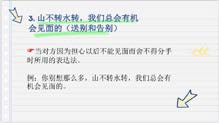 3. 山不转水转，我们总会有机
会见面的（送别和告别）
当对方因为担心以后不能见面而舍不得分手
时所用的表达法。
例：你别想那么多，山不转水转，我们总会有
机会见面的。